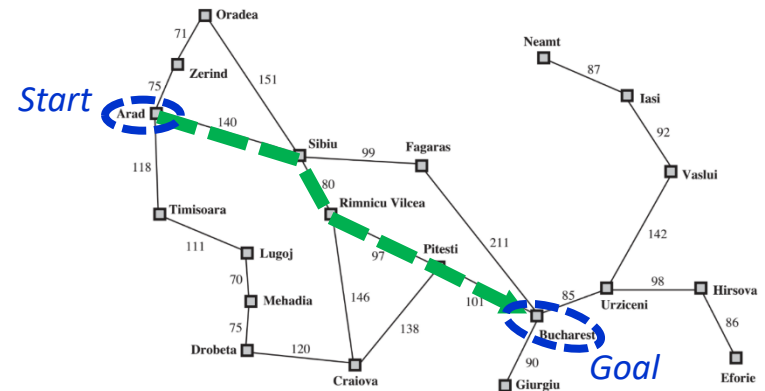 Oradea
71
Neamt
Zerind
87
75
151
Iasi
Start
Arad
140
92
Sibiu
Fagaras
99
118
80
Vaslui
Timisoara
Rimnicu Vilcea
111
211
142
Lugoj
97
Pitesti
70
98
Hirsova
146
101
85
Mehadia
Urziceni
138
86
75
Bucharest
Drobeta
120
90
Goal
Eforie
Craiova
Giurgiu